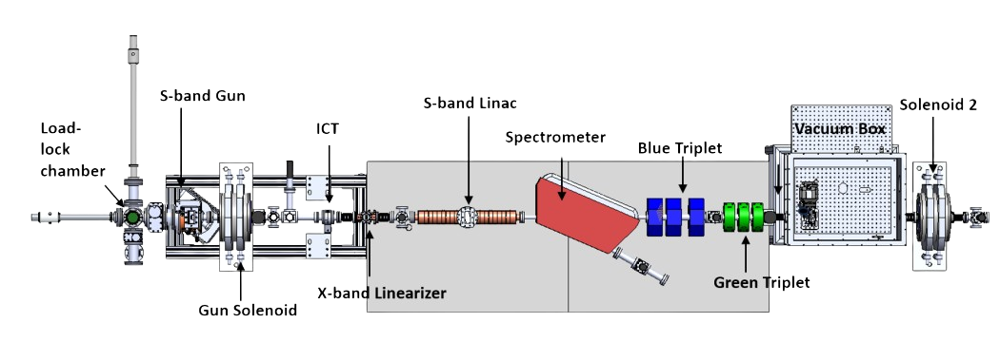 S-band Gun
Load-
lock
chamber
ICT
S-band Linac
Spectrometer
Blue Triplet
Vacuum Box
Solenoid 2
Gun Solenoid
X-band Linearizer
Green Triplet